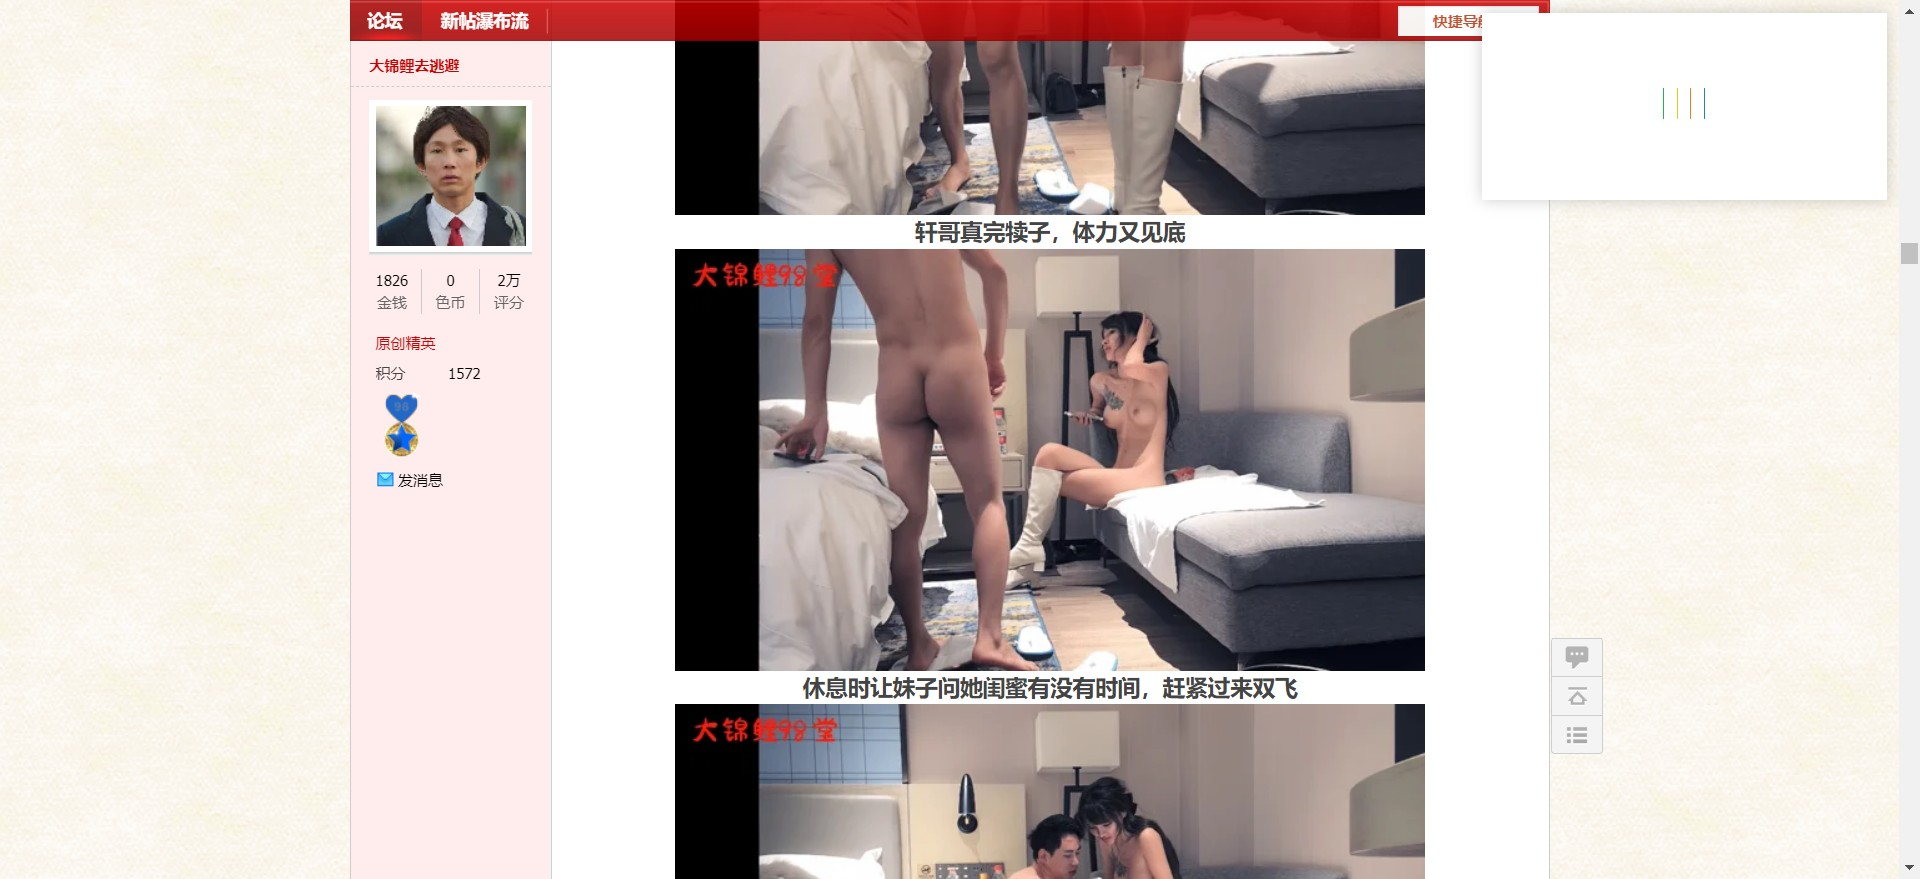 论坛
新帖瀑布流
快捷导航
大锦鲤去逃避
1826
0
2万
金钱
色币
评分
原创精英
积分
1572
98
发消息
轩哥真完犊子，体力又见底
大锦鲤98堂
休息时让妹子问她闺蜜有没有时间，赶紧过来双飞
大锦鲤98堂